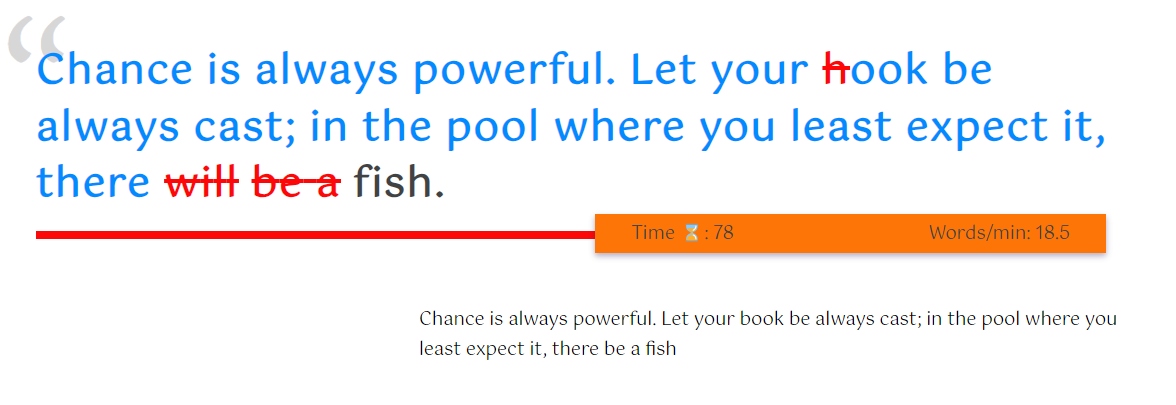 “
Chance is always powerful. Let your hook be
always cast; in the pool where you least expect it,
there will be a fish.
Time ⌛: 78 Words/min: 18.5
Chance is always powerful. Let your book be always cast; in the pool where you
least expect it, there be a fish